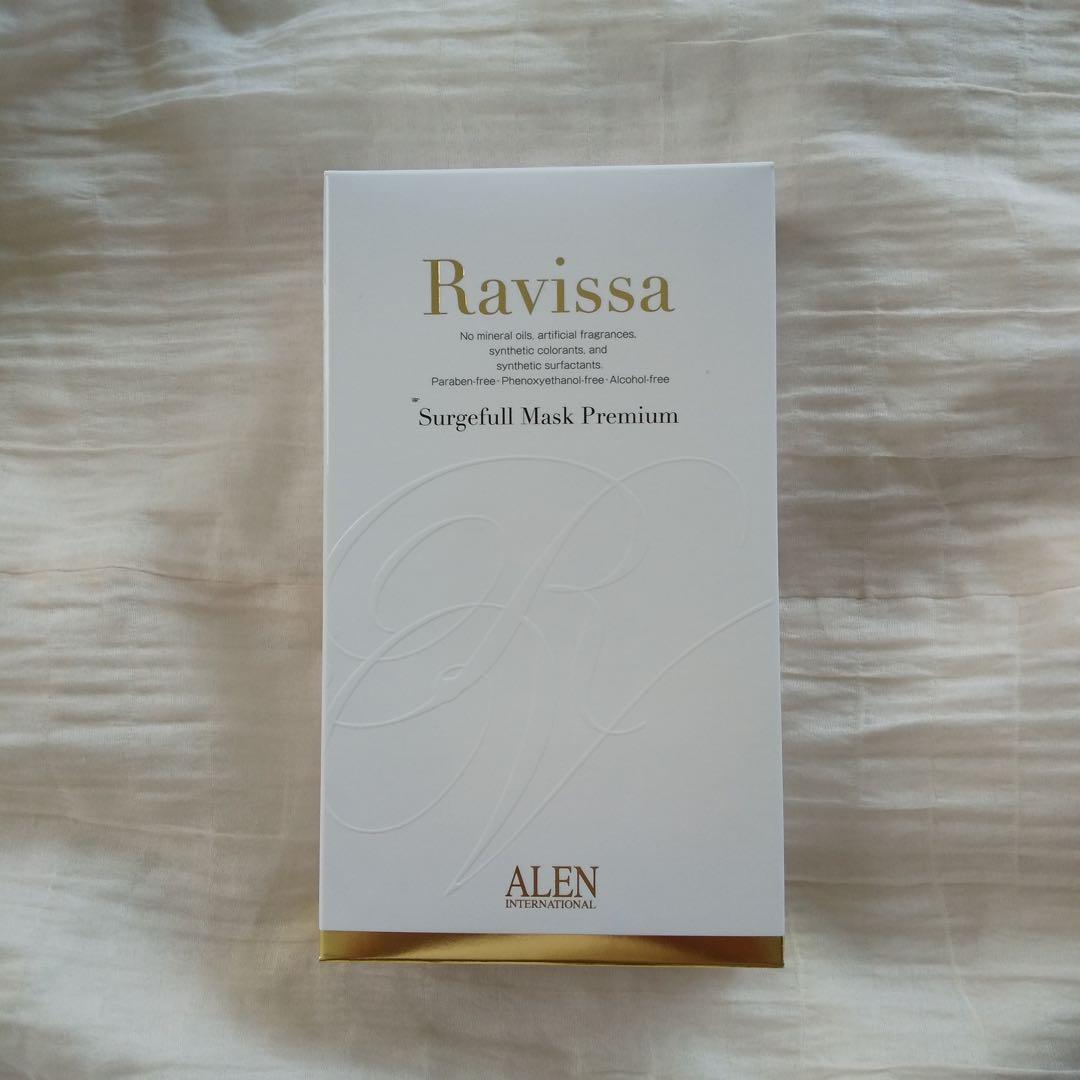 Ravissa
No mineral oils, artificial fragrances,
synthetic colorants, and
synthetic surfactants.
Paraben-free・Phenoxyethanol-free・Alcohol-free
Surgefull Mask Premium
ALEN
INTERNATIONAL